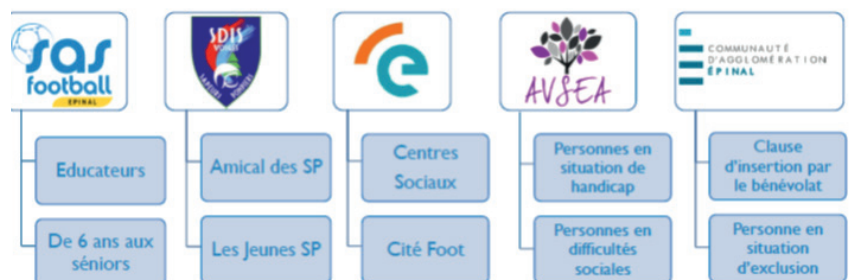 sas
football
EPINAL
Educateurs
De 6 ans aux
séniors
SDIS
VOSGES
SAPEURS POMPIERS
Amical des SP
Les Jeunes SP
e
Centres
Sociaux
Cité Foot
AVSEA
Personnes en
situation de
handicap
Personnes en
difficultés
sociales
COMMUNAUTÉ
D'AGGLOMÉRATION
ÉPINAL
Clause
d'insertion par
le bénévolat
Personne en
situation
d'exclusion